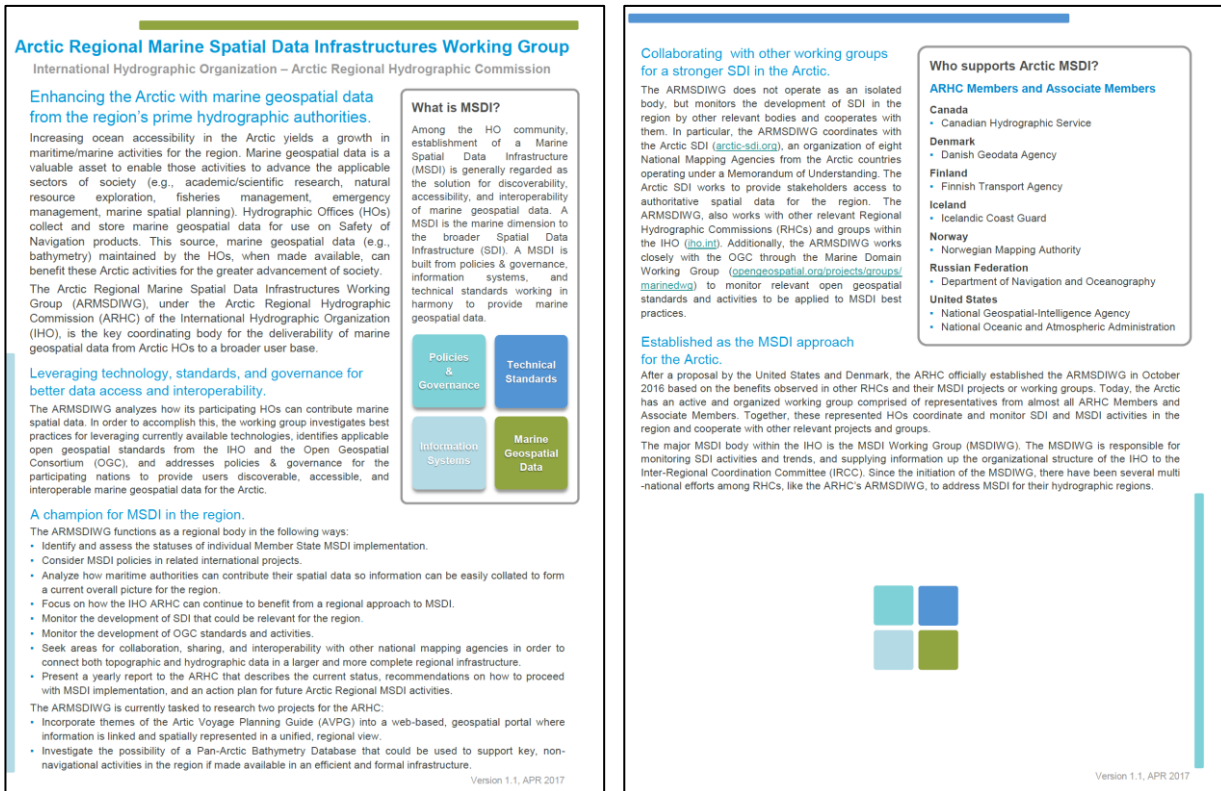 Arctic Regional Marine Spatial Data Infrastructures Working Group
International Hydrographic Organization – Arctic Regional Hydrographic Commission
Enhancing the Arctic with marine geospatial data
from the region's prime hydrographic authorities.
Increasing ocean accessibility in the Arctic yields a growth in
maritime/marine activities for the region. Marine geospatial data is a
valuable asset to enable those activities to advance the applicable
sectors of society (e.g., academic/scientific research, natural
resource exploration, fisheries management, emergency
management, marine spatial planning). Hydrographic Offices (HOs)
collect and store marine geospatial data for use on Safety of
Navigation products. This source, marine geospatial data (e.g.,
bathymetry) maintained by the HOs, when made available, can
benefit these Arctic activities for the greater advancement of society.
The Arctic Regional Marine Spatial Data Infrastructures Working
Group (ARMSDIWG), under the Arctic Regional Hydrographic
Commission (ARHC) of the International Hydrographic Organization
(IHO), is the key coordinating body for the deliverability of marine
geospatial data from Arctic HOs to a broader user base.
Leveraging technology, standards, and governance for
better data access and interoperability.
The ARMSDIWG analyzes how its participating HOs can contribute marine
spatial data. In order to accomplish this, the working group investigates best
practices for leveraging currently available technologies, identifies applicable
open geospatial standards from the IHO and the Open Geospatial
Consortium (OGC), and addresses policies & governance for the
participating nations to provide users discoverable, accessible, and
interoperable marine geospatial data for the Arctic.
What is MSDI?
Among the HO community,
establishment of a Marine
Spatial Data Infrastructure
(MSDI) is generally regarded as
the solution for discoverability,
accessibility, and interoperability
of marine geospatial data. A
MSDI is the marine dimension to
the broader Spatial Data
Infrastructure (SDI). A MSDI is
built from policies & governance,
information systems, and
technical standards working in
harmony to provide marine
geospatial data.
Policies
&
Governance
Technical
Standards
Information
Systems
Marine
Geospatial
Data
A champion for MSDI in the region.
The ARMSDIWG functions as a regional body in the following ways:
• Identify and assess the statuses of individual Member State MSDI implementation.
• Consider MSDI policies in related international projects.
• Analyze how maritime authorities can contribute their spatial data so information can be easily collated to form
a current overall picture for the region.
• Focus on how the IHO ARHC can continue to benefit from a regional approach to MSDI.
• Monitor the development of SDI that could be relevant for the region.
• Monitor the development of OGC standards and activities.
• Seek areas for collaboration, sharing, and interoperability with other national mapping agencies in order to
connect both topographic and hydrographic data in a larger and more complete regional infrastructure.
• Present a yearly report to the ARHC that describes the current status, recommendations on how to proceed
with MSDI implementation, and an action plan for future Arctic Regional MSDI activities.
The ARMSDIWG is currently tasked to research two projects for the ARHC:
• Incorporate themes of the Artic Voyage Planning Guide (AVPG) into a web-based, geospatial portal where
information is linked and spatially represented in a unified, regional view.
• Investigate the possibility of a Pan-Arctic Bathymetry Database that could be used to support key, non-
navigational activities in the region if made available in an efficient and formal infrastructure.
Version 1.1, APR 2017
Collaborating with other working groups
for a stronger SDI in the Arctic.
The ARMSDIWG does not operate as an isolated
body, but monitors the development of SDI in the
region by other relevant bodies and cooperates with
them. In particular, the ARMSDIWG coordinates with
the Arctic SDI (arctic-sdi.org), an organization of eight
National Mapping Agencies from the Arctic countries
operating under a Memorandum of Understanding. The
Arctic SDI works to provide stakeholders access to
authoritative spatial data for the region. The
ARMSDIWG, also works with other relevant Regional
Hydrographic Commissions (RHCs) and groups within
the IHO (iho.int). Additionally, the ARMSDIWG works
closely with the OGC through the Marine Domain
Working Group (opengeospatial.org/projects/groups/
marinedwg) to monitor relevant open geospatial
standards and activities to be applied to MSDI best
practices.
Who supports Arctic MSDI?
ARHC Members and Associate Members
Canada
• Canadian Hydrographic Service
Denmark
• Danish Geodata Agency
Finland
• Finnish Transport Agency
Iceland
• Icelandic Coast Guard
Norway
• Norwegian Mapping Authority
Russian Federation
• Department of Navigation and Oceanography
United States
• National Geospatial-Intelligence Agency
• National Oceanic and Atmospheric Administration
Established as the MSDI approach
for the Arctic.
After a proposal by the United States and Denmark, the ARHC officially established the ARMSDIWG in October
2016 based on the benefits observed in other RHCs and their MSDI projects or working groups. Today, the Arctic
has an active and organized working group comprised of representatives from almost all ARHC Members and
Associate Members. Together, these represented HOs coordinate and monitor SDI and MSDI activities in the
region and cooperate with other relevant projects and groups.
The major MSDI body within the IHO is the MSDI Working Group (MSDIWG). The MSDIWG is responsible for
monitoring SDI activities and trends, and supplying information up the organizational structure of the IHO to the
Inter-Regional Coordination Committee (IRCC). Since the initiation of the MSDIWG, there have been several multi
-national efforts among RHCs, like the ARHC's ARMSDIWG, to address MSDI for their hydrographic regions.
Version 1.1, APR 2017